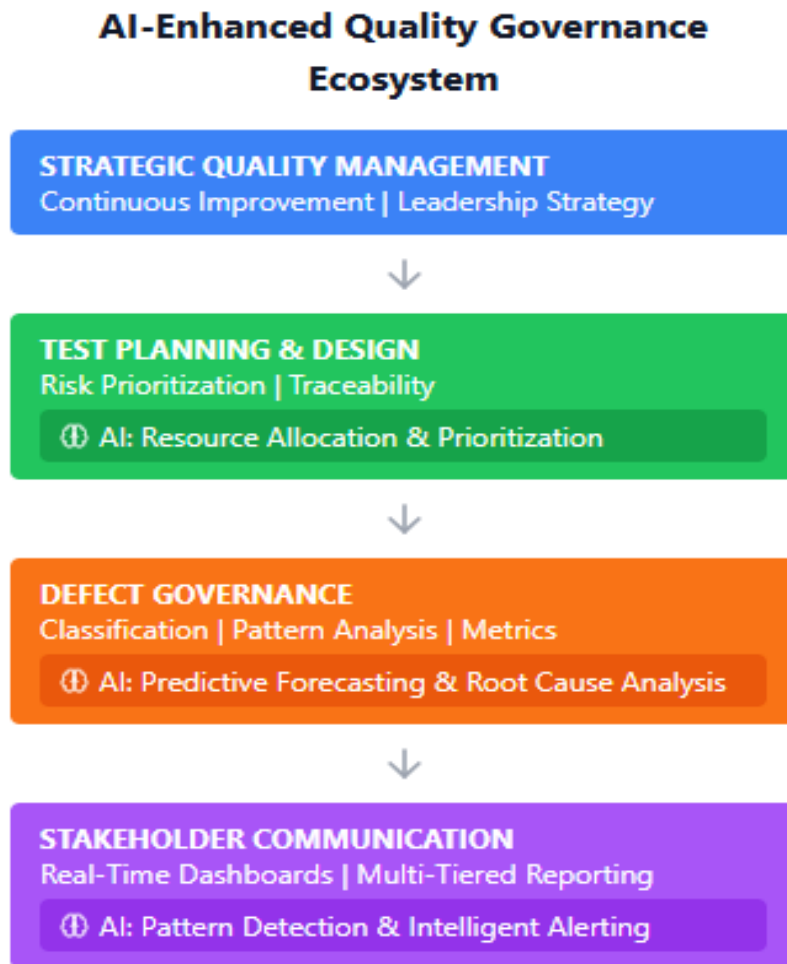 AI-Enhanced Quality Governance
Ecosystem
STRATEGIC QUALITY MANAGEMENT
Continuous Improvement | Leadership Strategy
TEST PLANNING & DESIGN
Risk Prioritization | Traceability
AI: Resource Allocation & Prioritization
DEFECT GOVERNANCE
Classification | Pattern Analysis | Metrics
AI: Predictive Forecasting & Root Cause Analysis
STAKEHOLDER COMMUNICATION
Real-Time Dashboards | Multi-Tiered Reporting
AI: Pattern Detection & Intelligent Alerting